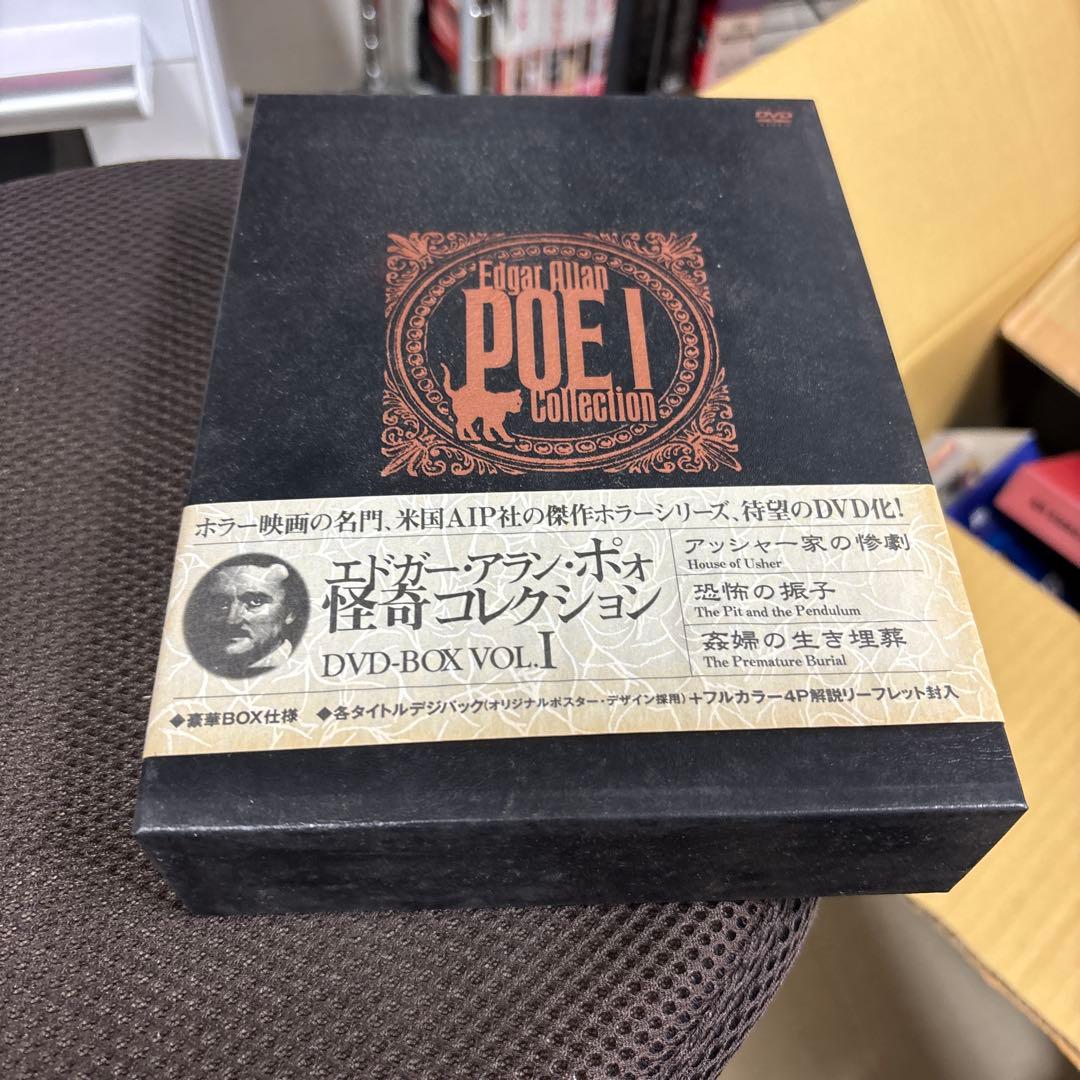 DVD
VIDEO
Edgar Allan
POE I
Collection
ホラー映画の名門、米国AIP社の傑作ホラーシリーズ、待望のDVD化!
エドガー・アラン・ポォ
怪奇コレクション
DVD-BOX VOL.I
アッシャー家の惨劇
House of Usher
恐怖の振子
The Pit and the Pendulum
姦婦の生き埋葬
The Premature Burial
◆豪華BOX仕様 ◆各タイトルデジパック(オリジナルポスター・デザイン採用)+フルカラー4P解説リーフレット封入